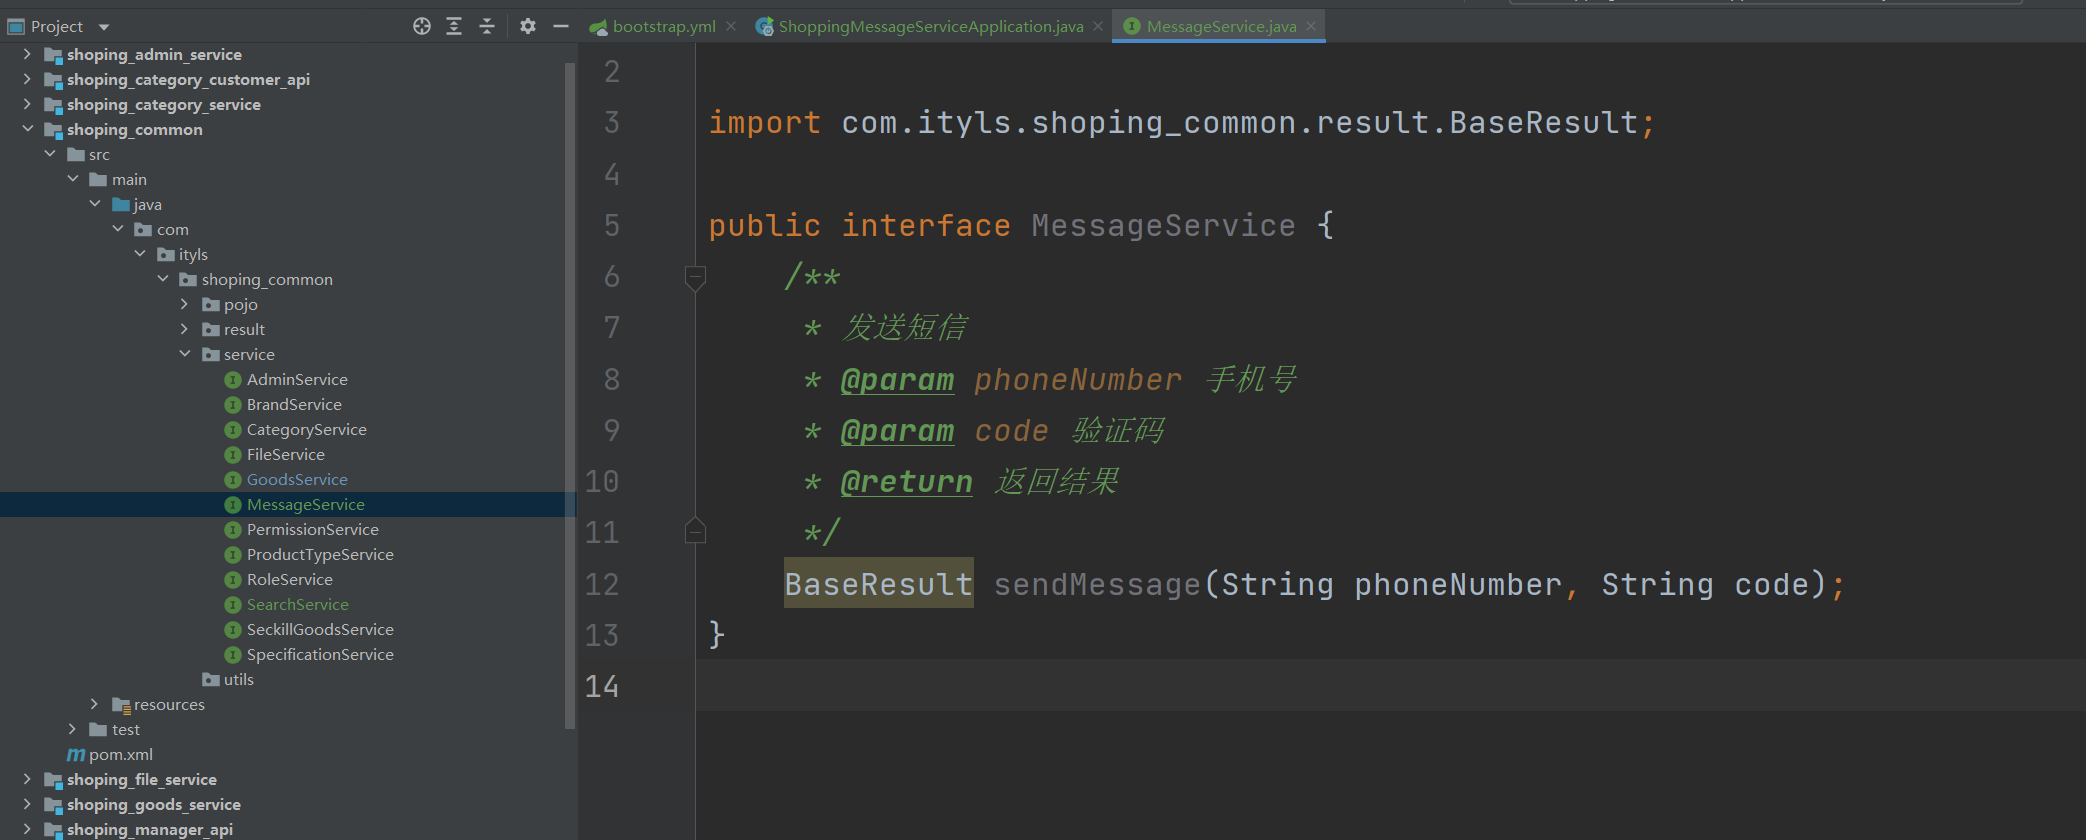 Project
bootstrap.yml
ShoppingMessageServiceApplication.java
MessageService.java
shoping_admin_service
shoping_category_customer_api
shoping_category_service
shoping_common
src
main
java
com
ityls
shoping_common
pojo
result
service
AdminService
BrandService
CategoryService
FileService
GoodsService
MessageService
PermissionService
ProductTypeService
RoleService
SearchService
SeckillGoodsService
SpecificationService
utils
resources
test
pom.xml
shoping_file_service
shoping_goods_service
shoping_manager_api
2
3 import com.ityls.shoping_common.result.BaseResult;
4
5 public interface MessageService {
6 /**
7 * 发送短信
8 * @param phoneNumber 手机号
9 * @param code 验证码
10 * @return 返回结果
11 */
12 BaseResult sendMessage(String phoneNumber, String code);
13 }
14